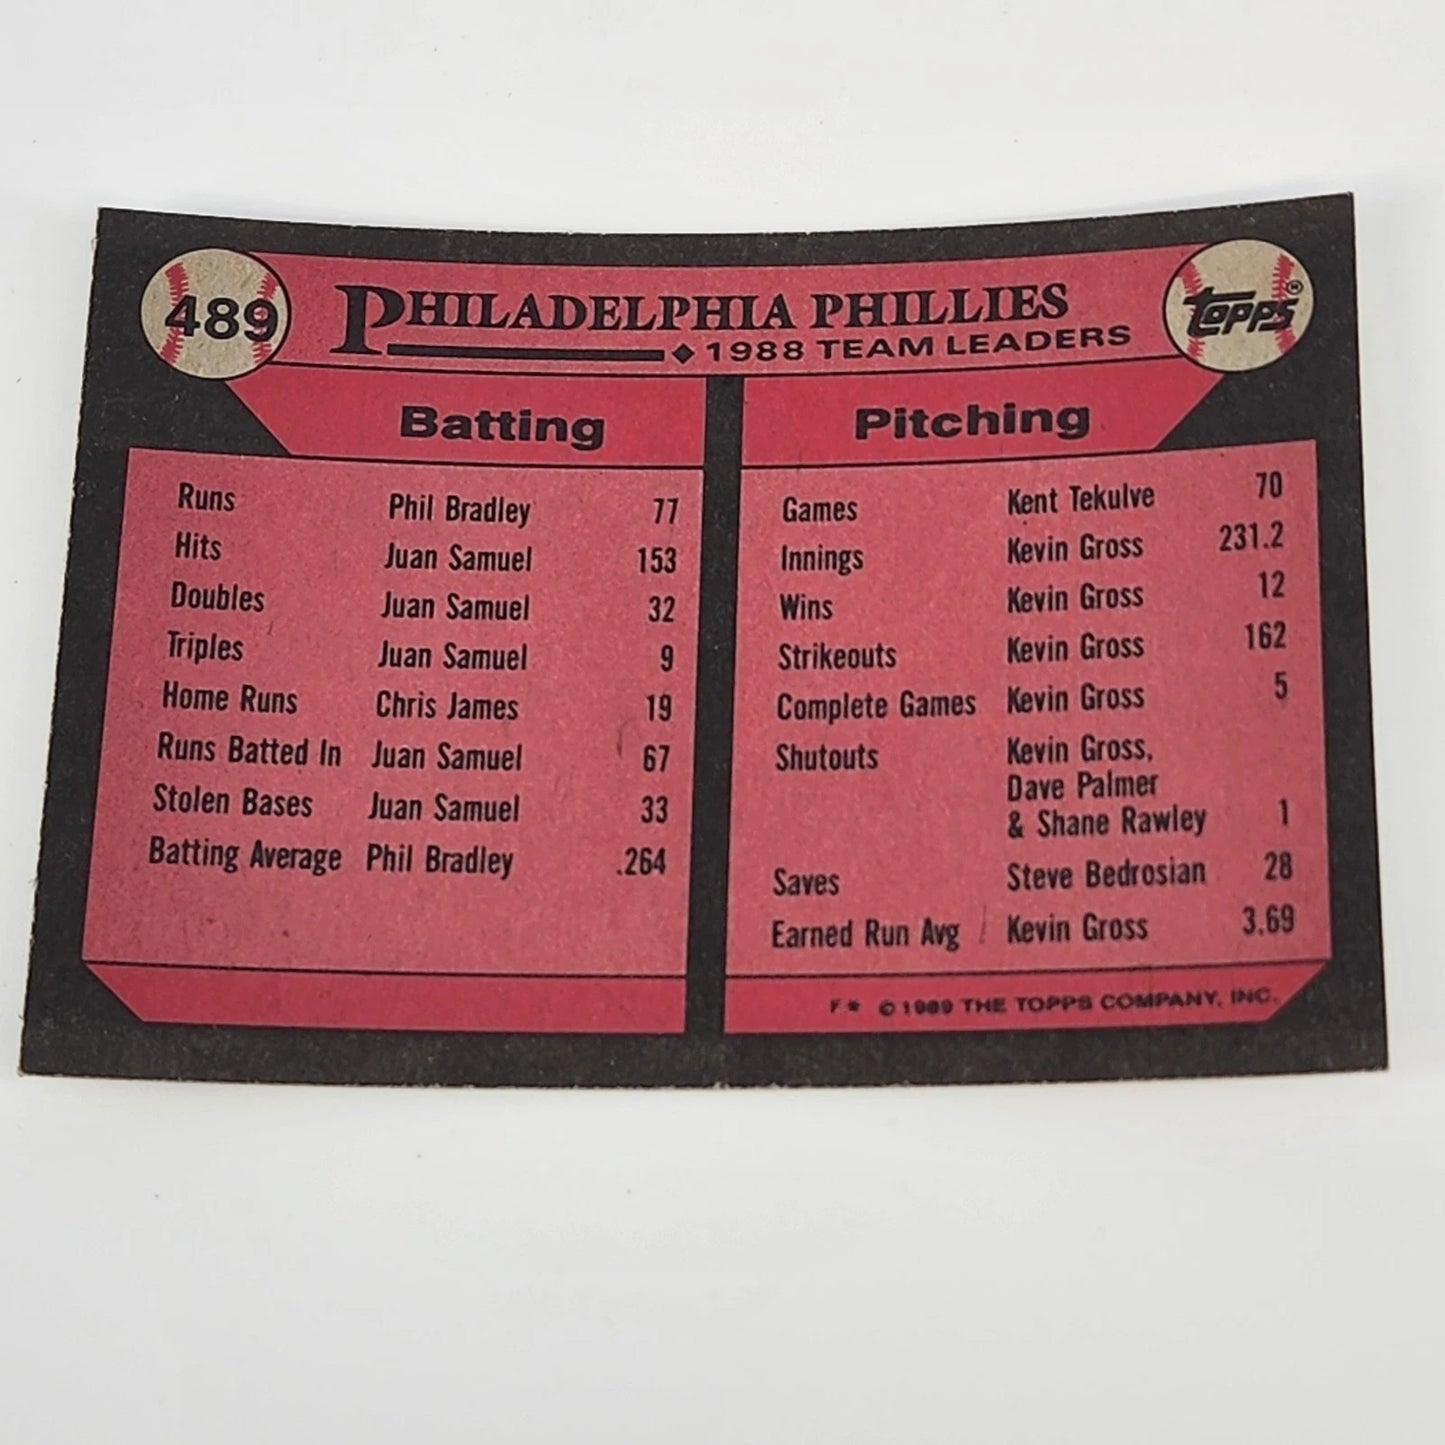 489
PHILADELPHIA PHILLIES
1988 TEAM LEADERS
TOPPS®
Batting
Runs Phil Bradley 77
Hits Juan Samuel 153
Doubles Juan Samuel 32
Triples Juan Samuel 9
Home Runs Chris James 19
Runs Batted In Juan Samuel 67
Stolen Bases Juan Samuel 33
Batting Average Phil Bradley .264
Pitching
Games Kent Tekulve 70
Innings Kevin Gross 231.2
Wins Kevin Gross 12
Strikeouts Kevin Gross 162
Complete Games Kevin Gross 5
Shutouts Kevin Gross,
Dave Palmer
& Shane Rawley 1
Saves Steve Bedrosian 28
Earned Run Avg Kevin Gross 3.69
F* © 1989 THE TOPPS COMPANY, INC.